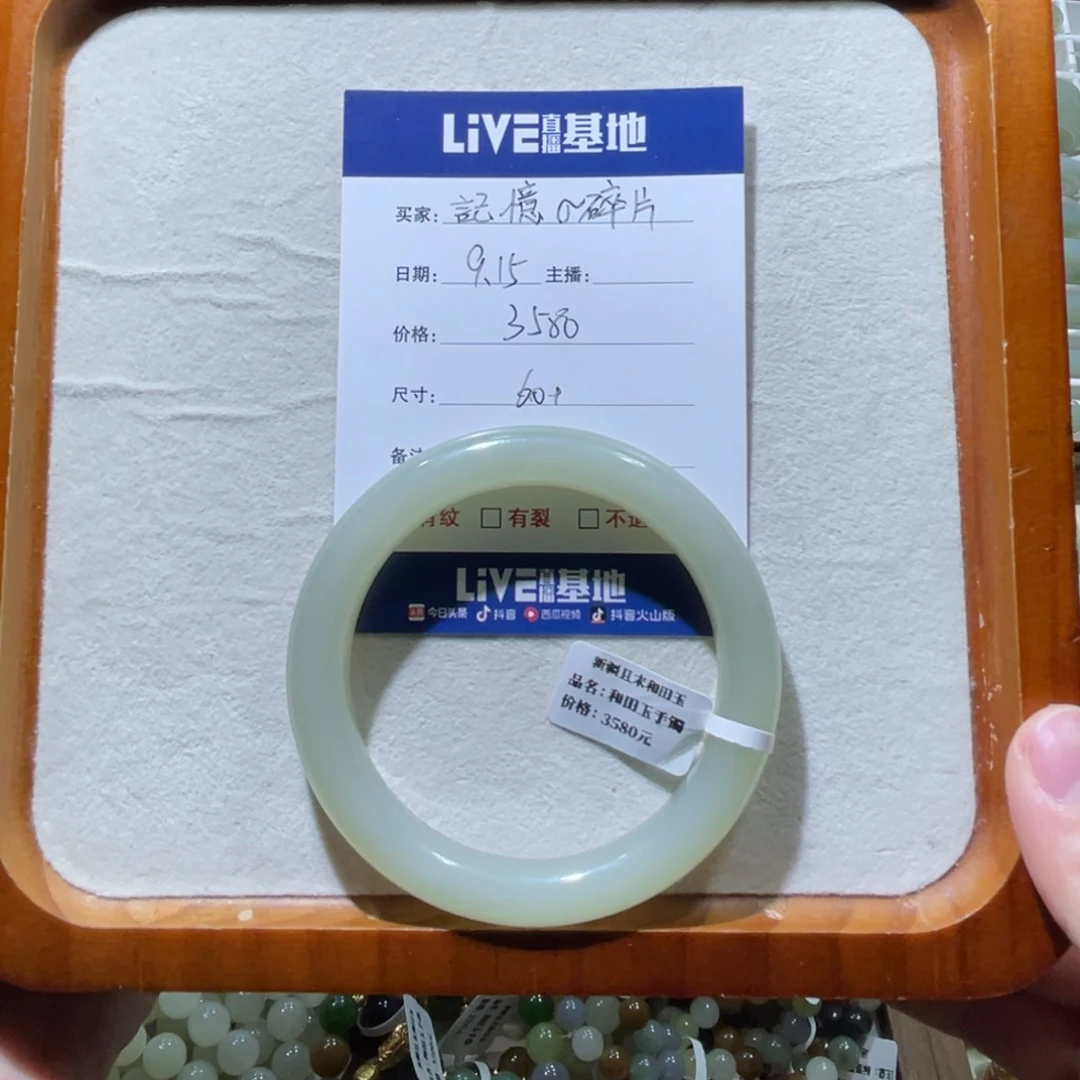 LiVE直播基地
买家: 記憶の碎片
日期: 9.15 主播:
价格: 3580
尺寸: 60+
备注
有纹 □有裂 □不退
LiVE直播基地
今日头条 抖音 西瓜视频 抖音火山版
新疆且末和田玉
品名: 和田玉手镯
价格: 3580元